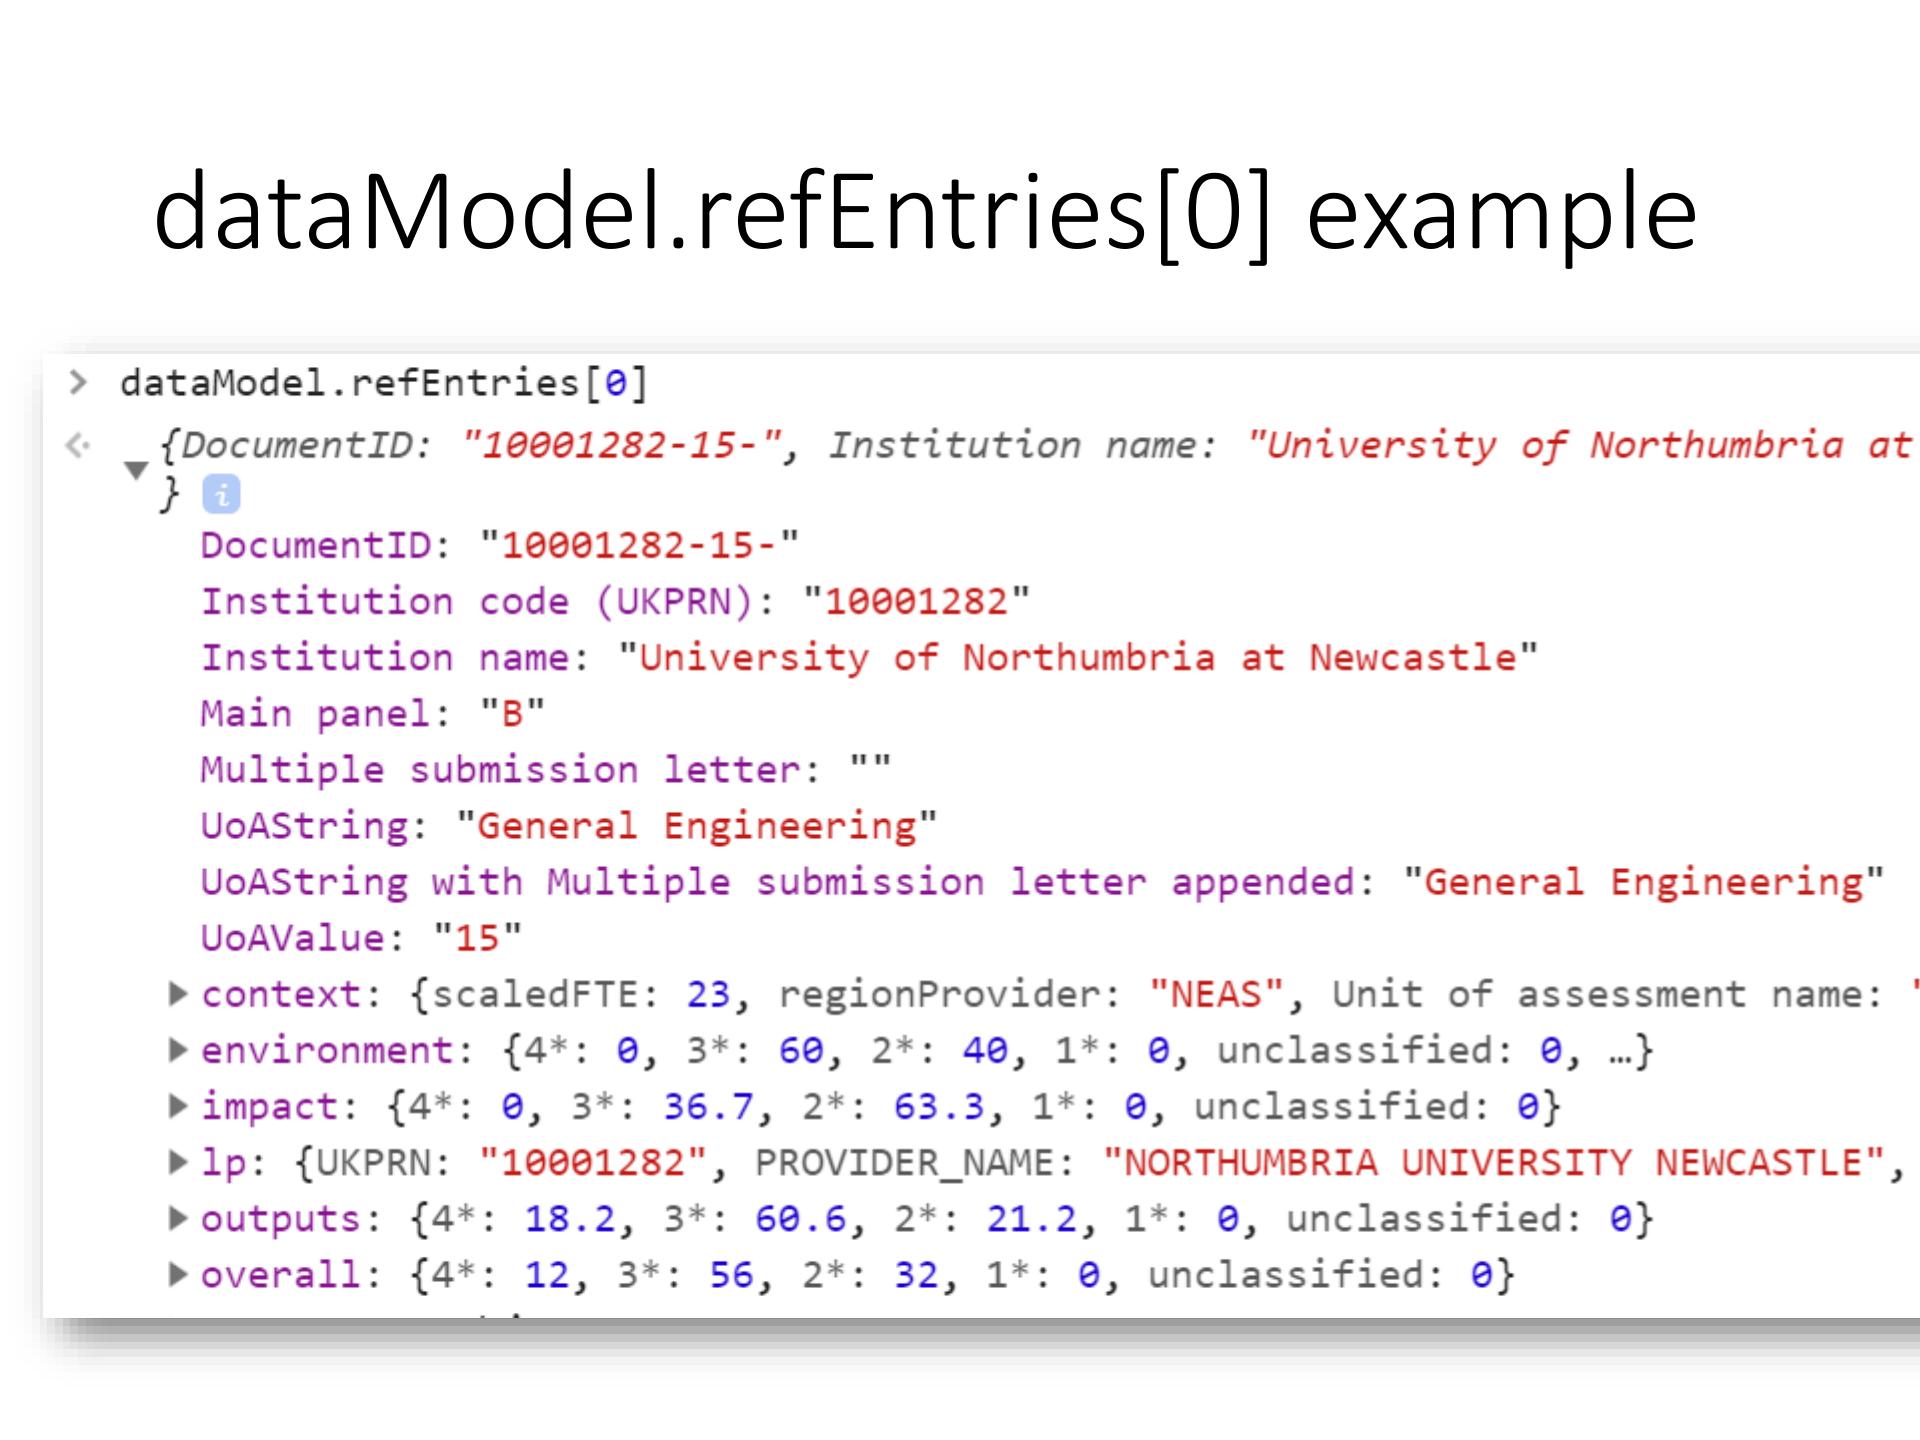 dataModel.refEntries[0] example
> dataModel.refEntries[0]
{DocumentID: "10001282-15-", Institution name: "University of Northumbria at
} i
DocumentID: "10001282-15-"
Institution code (UKPRN): "10001282"
Institution name: "University of Northumbria at Newcastle"
Main panel: "B"
Multiple submission letter: ""
UoAString: "General Engineering"
UoAString with Multiple submission letter appended: "General Engineering"
UoAValue: "15"
▶ context: {scaledFTE: 23, regionProvider: "NEAS", Unit of assessment name: "
▶ environment: {4*: 0, 3*: 60, 2*: 40, 1*: 0, unclassified: 0, …}
▶ impact: {4*: 0, 3*: 36.7, 2*: 63.3, 1*: 0, unclassified: 0}
▶ lp: {UKPRN: "10001282", PROVIDER_NAME: "NORTHUMBRIA UNIVERSITY NEWCASTLE",
▶ outputs: {4*: 18.2, 3*: 60.6, 2*: 21.2, 1*: 0, unclassified: 0}
▶ overall: {4*: 12, 3*: 56, 2*: 32, 1*: 0, unclassified: 0}